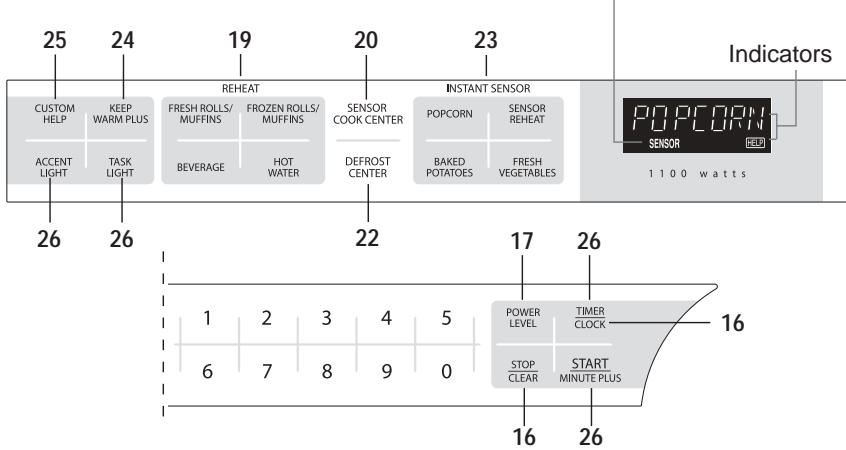 25 24 19 20 23
Indicators
REHEAT INSTANT SENSOR
CUSTOM
HELP
KEEP
WARM PLUS
FRESH ROLLS/
MUFFINS
FROZEN ROLLS/
MUFFINS
SENSOR
COOK CENTER
POPCORN
SENSOR
REHEAT
POPCORN
SENSOR HELP
ACCENT
LIGHT
TASK
LIGHT
BEVERAGE
HOT
WATER
DEFROST
CENTER
BAKED
POTATOES
FRESH
VEGETABLES
1100 watts
26 26 22
17 26
1 2 3 4 5
POWER
LEVEL
TIMER
CLOCK
16
6 7 8 9 0
STOP
CLEAR
START
MINUTE PLUS
16 26